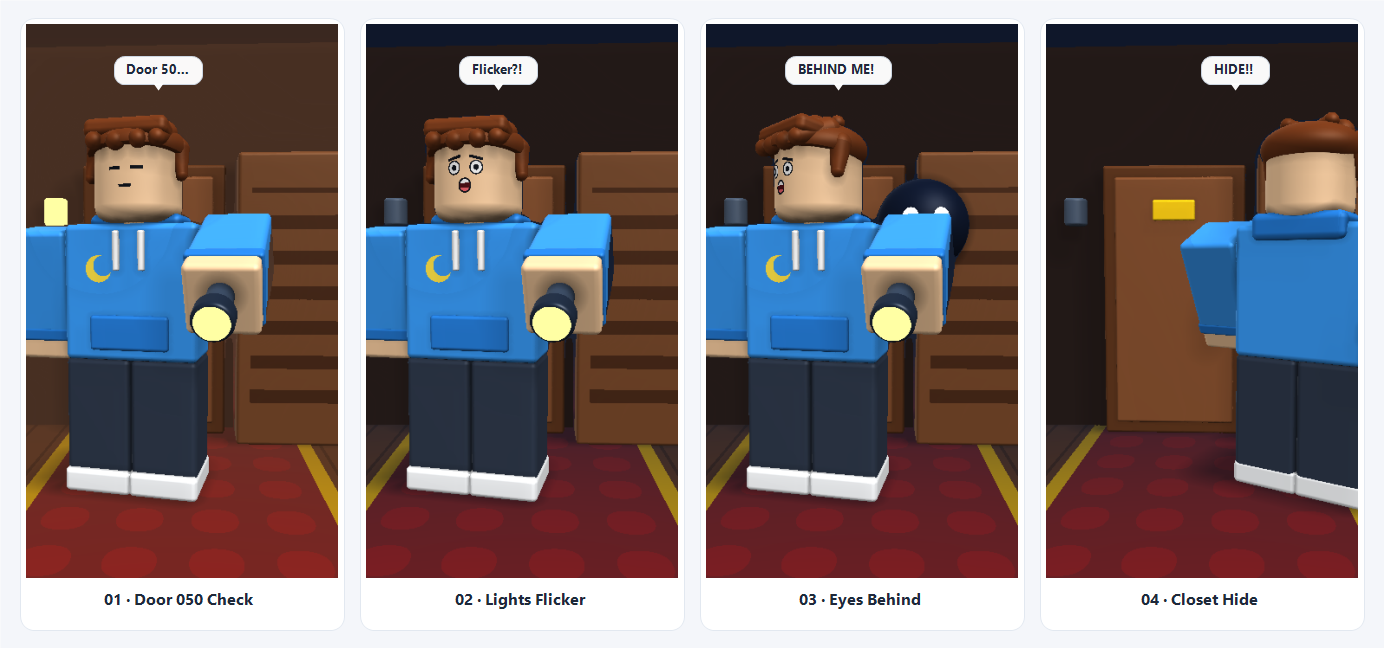 Door 50...
Flicker?!
BEHIND ME!
HIDE!!
01 · Door 050 Check
02 · Lights Flicker
03 · Eyes Behind
04 · Closet Hide